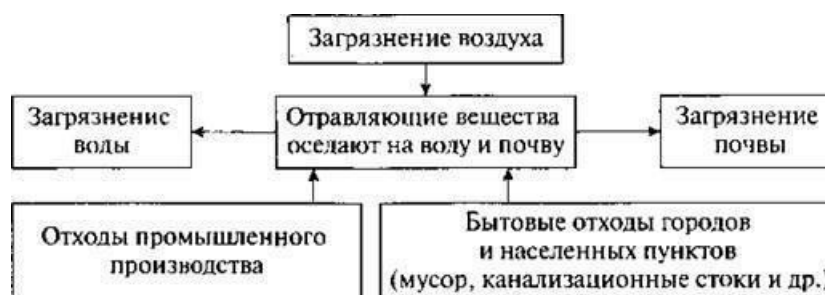 Загрязнение воздуха
Загрязнение
воды
Отравляющие вещества
оседают на воду и почву
Загрязнение
почвы
Отходы промышленного
производства
Бытовые отходы городов
и населенных пунктов
(мусор, канализационные стоки и др.)